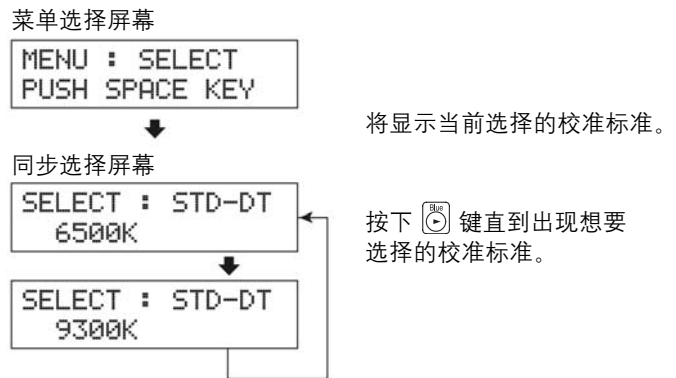 菜单选择屏幕
MENU : SELECT
PUSH SPACE KEY
将显示当前选择的校准标准。
同步选择屏幕
SELECT : STD-DT
6500K
按下 Blue 键直到出现想要
选择的校准标准。
SELECT : STD-DT
9300K